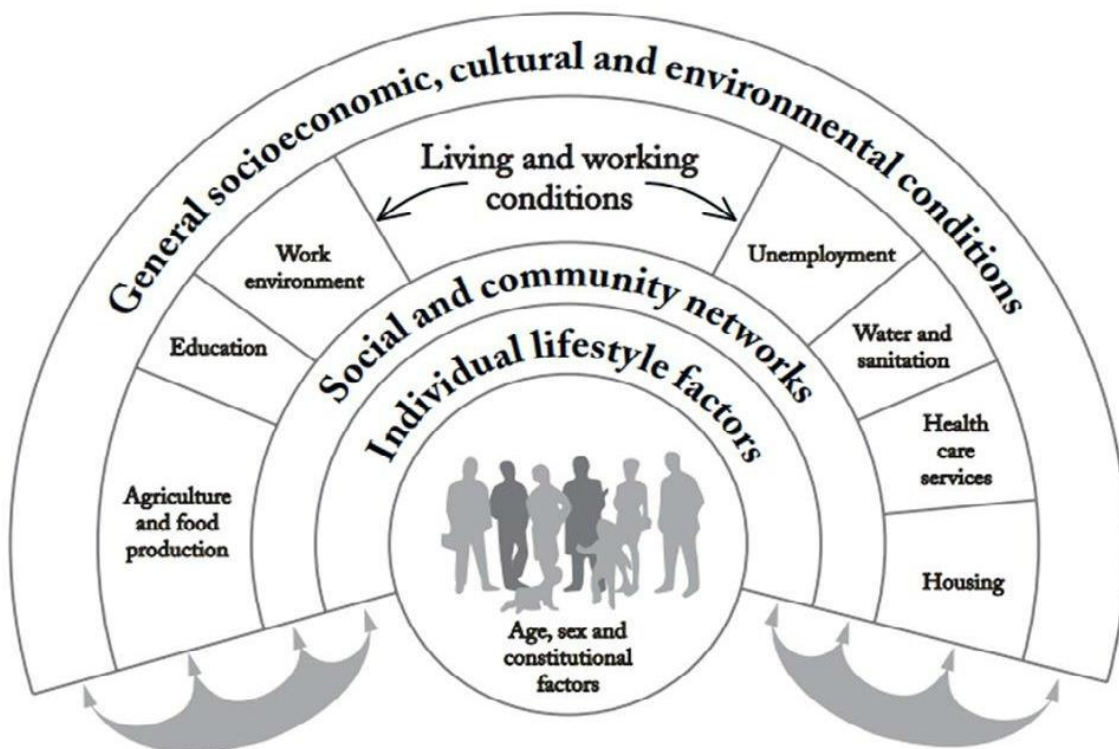 General socioeconomic, cultural and environmental conditions
Living and working
conditions
Work
environment
Unemployment
Education
Water and
sanitation
Agriculture
and food
production
Health
care
services
Housing
Social and community networks
Individual lifestyle factors
Age, sex and
constitutional
factors